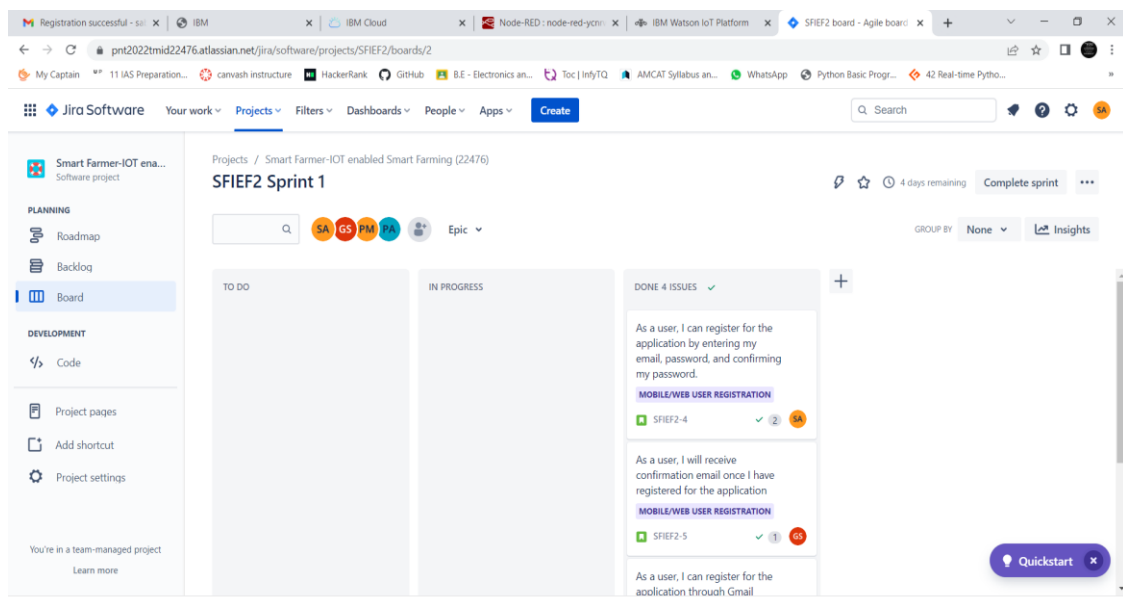 Registration successful - sat
IBM
IBM Cloud
Node-RED : node-red-ycnn
IBM Watson IoT Platform
SFIEF2 board - Agile board
pnt2022tmid22476.atlassian.net/jira/software/projects/SFIEF2/boards/2
My Captain
11 IAS Preparation...
canvash instructure
HackerRank
GitHub
B.E - Electronics an...
Toc | InfyTQ
AMCAT Syllabus an...
WhatsApp
Python Basic Progr...
42 Real-time Pytho...
»
Jira Software
Your work
Projects
Filters
Dashboards
People
Apps
Create
Search
SA
Smart Farmer-IOT ena...
Software project
PLANNING
Roadmap
Backlog
Board
DEVELOPMENT
Code
Project pages
Add shortcut
Project settings
You're in a team-managed project
Learn more
Projects / Smart Farmer-IOT enabled Smart Farming (22476)
SFIEF2 Sprint 1
4 days remaining
Complete sprint
SA GS PM PA
Epic
GROUP BY None
Insights
TO DO
IN PROGRESS
DONE 4 ISSUES
As a user, I can register for the
application by entering my
email, password, and confirming
my password.
MOBILE/WEB USER REGISTRATION
SFIEF2-4
2 SA
As a user, I will receive
confirmation email once I have
registered for the application
MOBILE/WEB USER REGISTRATION
SFIEF2-5
1 GS
As a user, I can register for the
application through Gmail
Quickstart